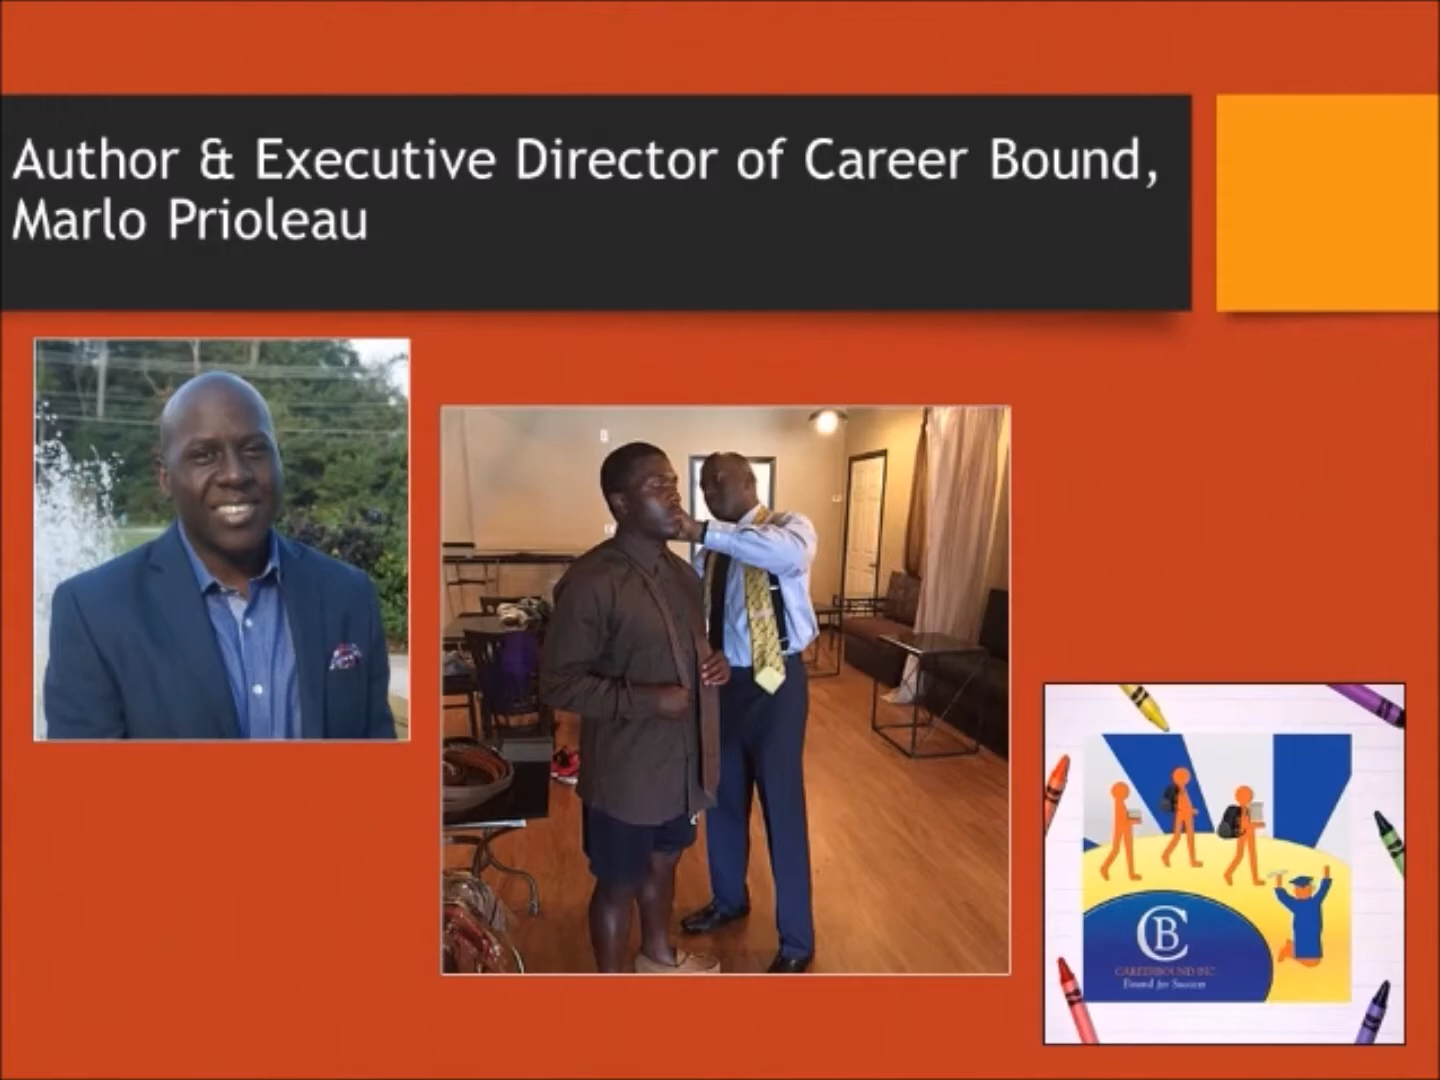 Author & Executive Director of Career Bound,
Marlo Prioleau
CB
CAREERBOUND INC
Bound for Success